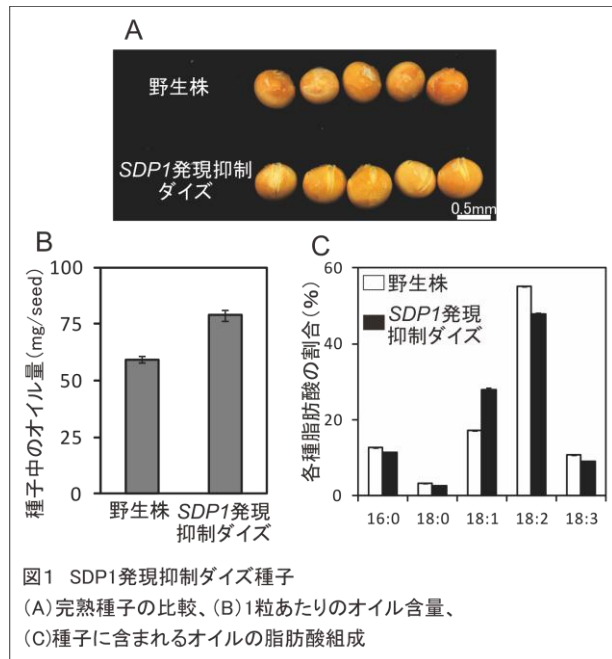 A
野生株
SDP1発現抑制
ダイズ
0.5mm
B
種子中のオイル量(mg/seed)
100
75
50
25
0
野生株
SDP1発現
抑制ダイズ
C
各種脂肪酸の割合(%)
60
40
20
0
野生株
SDP1発現
抑制ダイズ
16:0 18:0 18:1 18:2 18:3
図1 SDP1発現抑制ダイズ種子
(A)完熟種子の比較、(B)1粒あたりのオイル含量、
(C)種子に含まれるオイルの脂肪酸組成